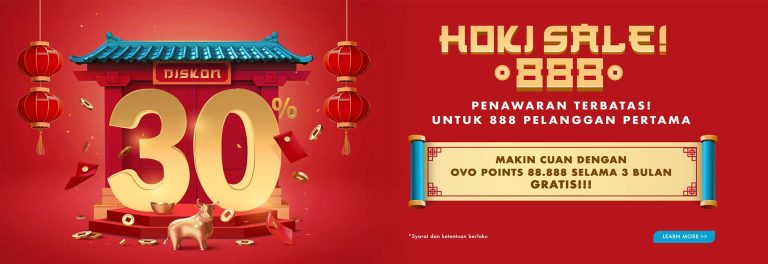 DISKON
30%
HOKI SALE!
888
PENAWARAN TERBATAS!
UNTUK 888 PELANGGAN PERTAMA
MAKIN CUAN DENGAN
OVO POINTS 88.888 SELAMA 3 BULAN
GRATIS!!!
*Syarat dan ketentuan berlaku
LEARN MORE >>